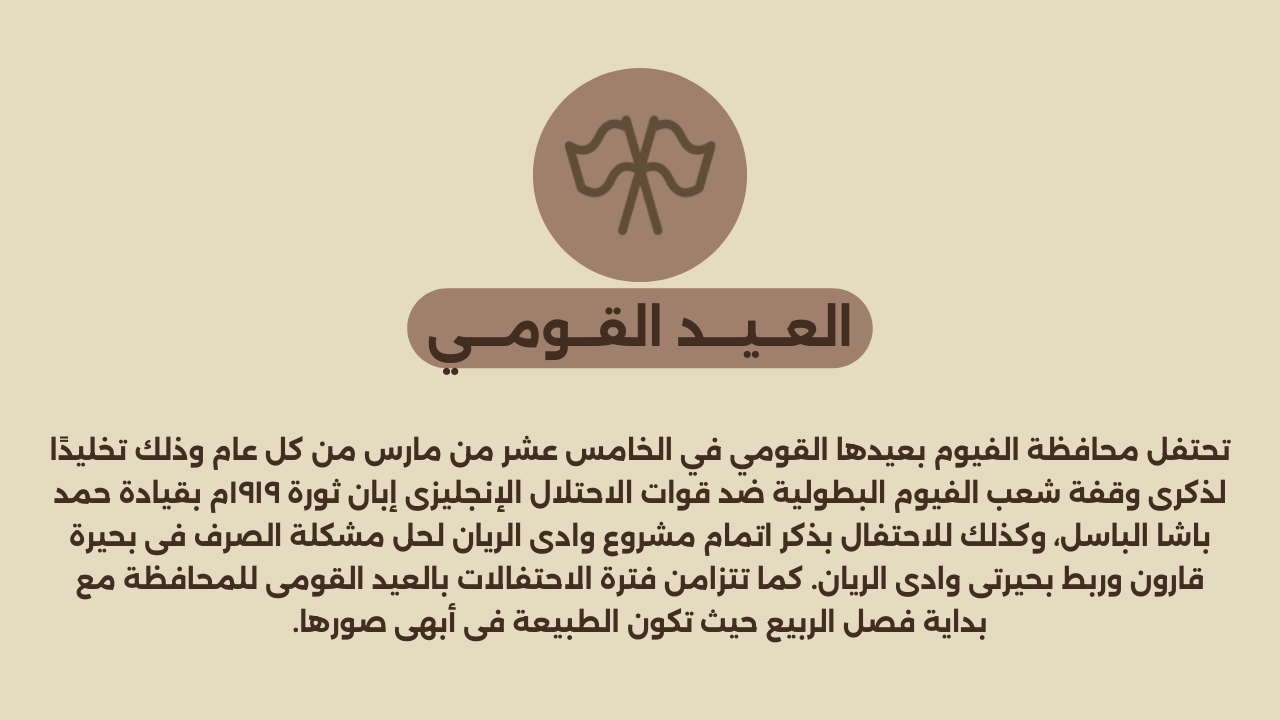 العيــد القومــي
تحتفل محافظة الفيوم بعيدها القومي في الخامس عشر من مارس من كل عام وذلك تخليدًا
لذكرى وقفة شعب الفيوم البطولية ضد قوات الاحتلال الإنجليزى إبان ثورة ١٩١٩م بقيادة حمد
باشا الباسل، وكذلك للاحتفال بذكر اتمام مشروع وادى الريان لحل مشكلة الصرف فى بحيرة
قارون وربط بحيرتى وادى الريان. كما تتزامن فترة الاحتفالات بالعيد القومى للمحافظة مع
بداية فصل الربيع حيث تكون الطبيعة فى أبهى صورها.